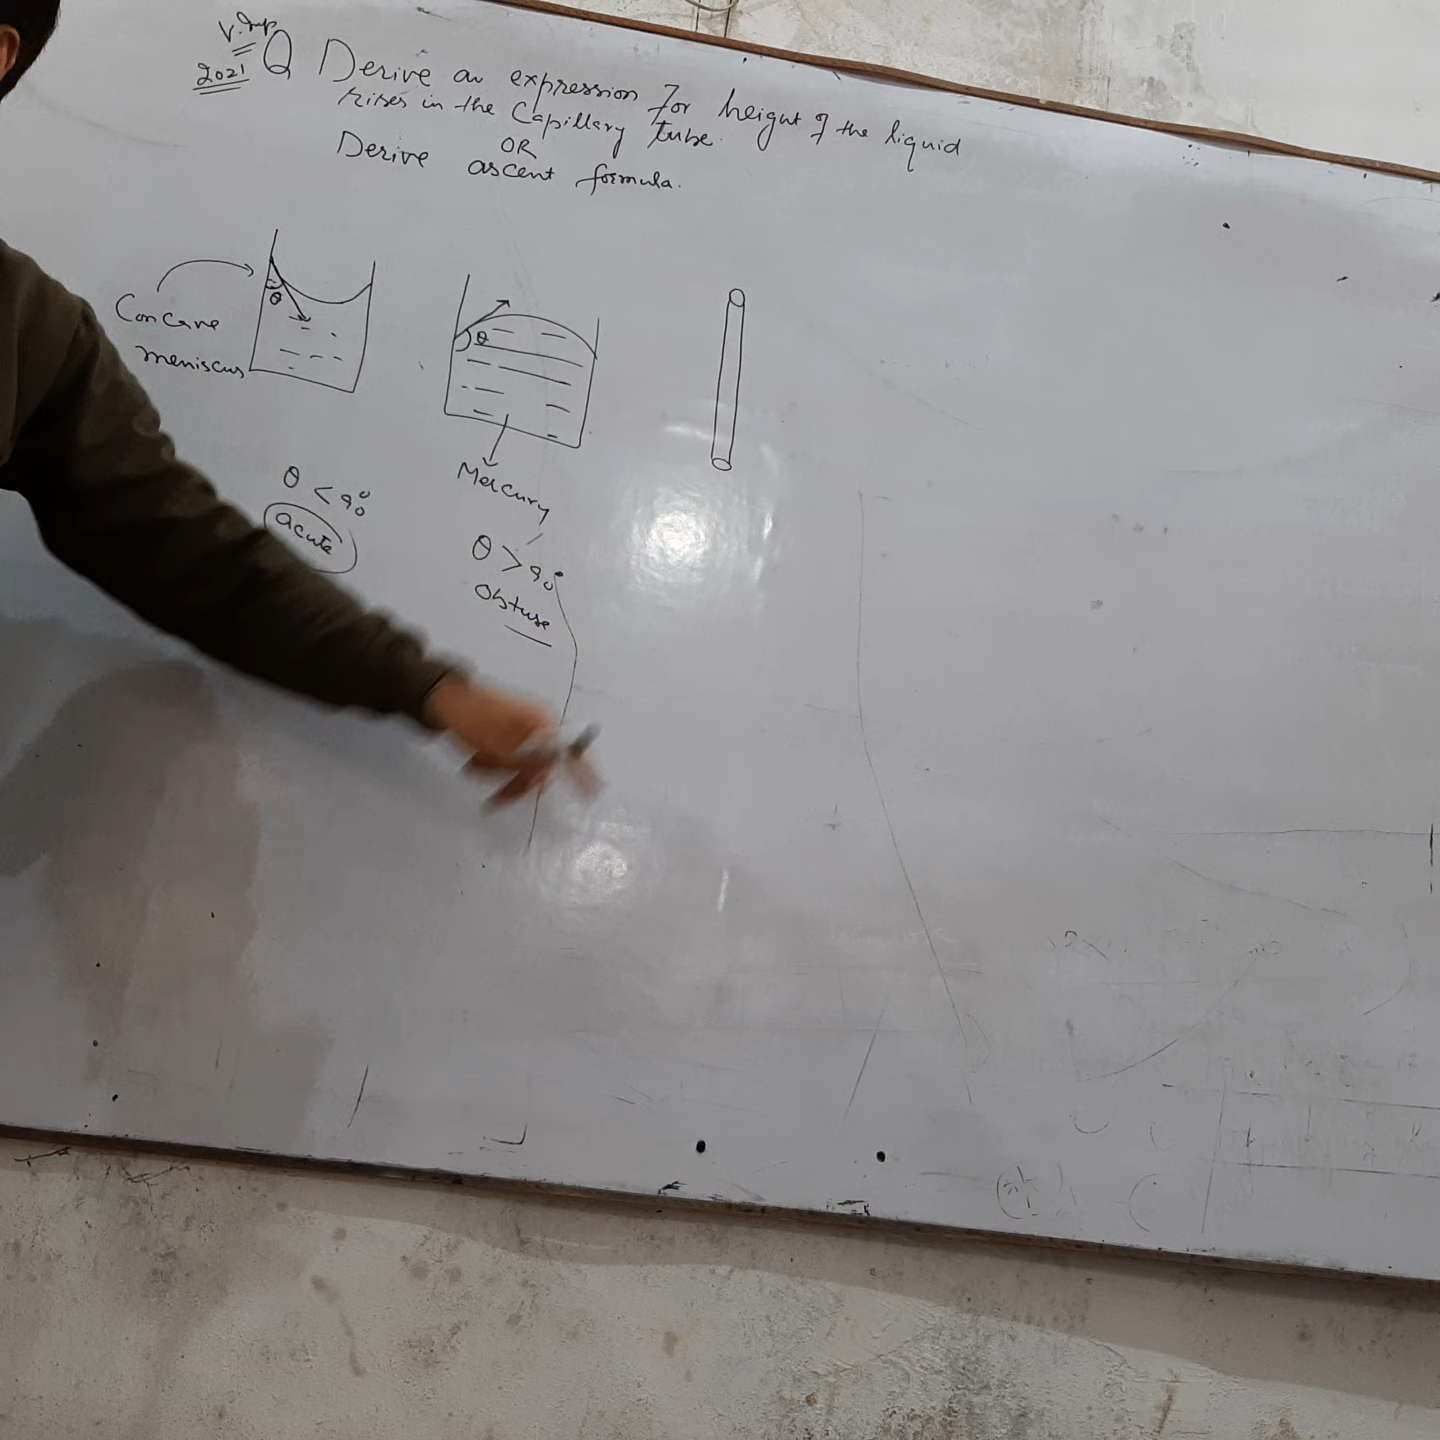 V. Imp
2021
Q Derive an expression for height of the liquid
rises in the Capillary tube.
OR
Derive ascent formula.
Concave
meniscus
θ
θ
Mercury
θ < 90°
acute
θ > 90°
Obtuse